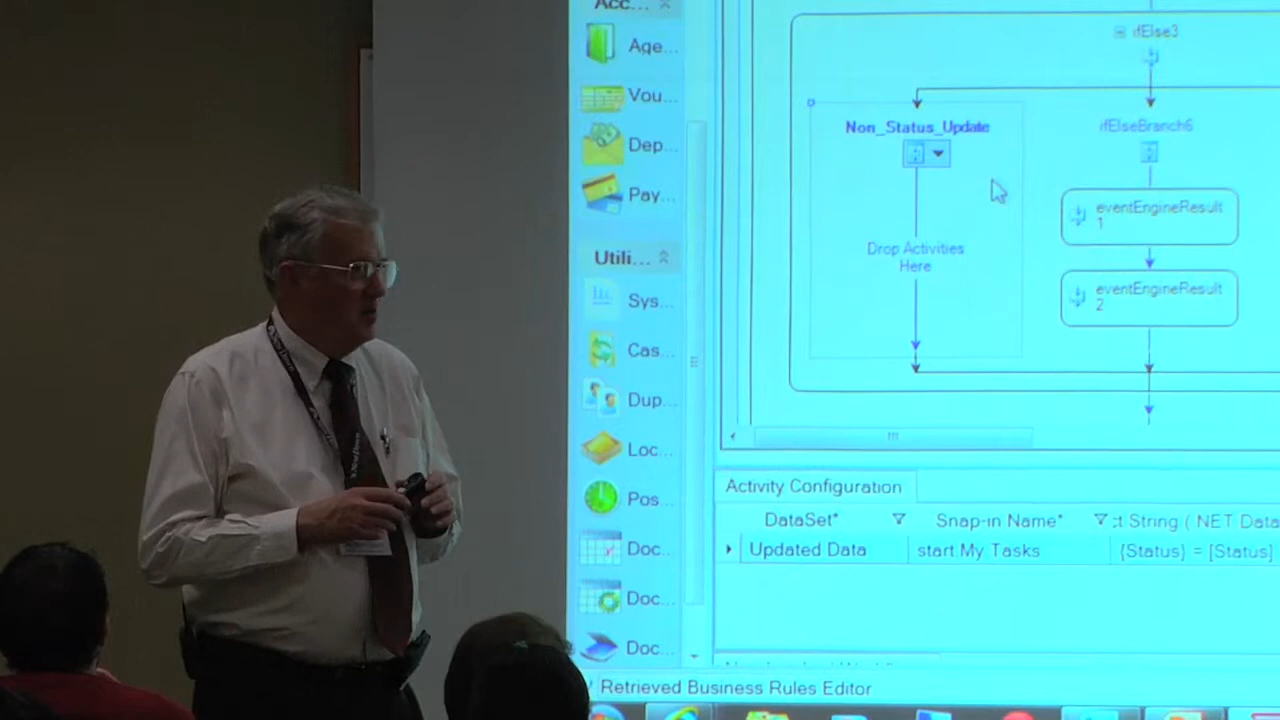 Acc...
Age...
Vou...
Dep...
Pay...
Utili...
Sys...
Cas...
Dup...
Loc...
Pos...
Doc...
Doc...
Doc...
ifElse3
Non_Status_Update
ifElseBranch6
Drop Activities
Here
eventEngineResult
1
eventEngineResult
2
Activity Configuration
DataSet* Snap-in Name* :t String ( NET Data
Updated Data start My Tasks {Status} = [Status]
Retrieved Business Rules Editor